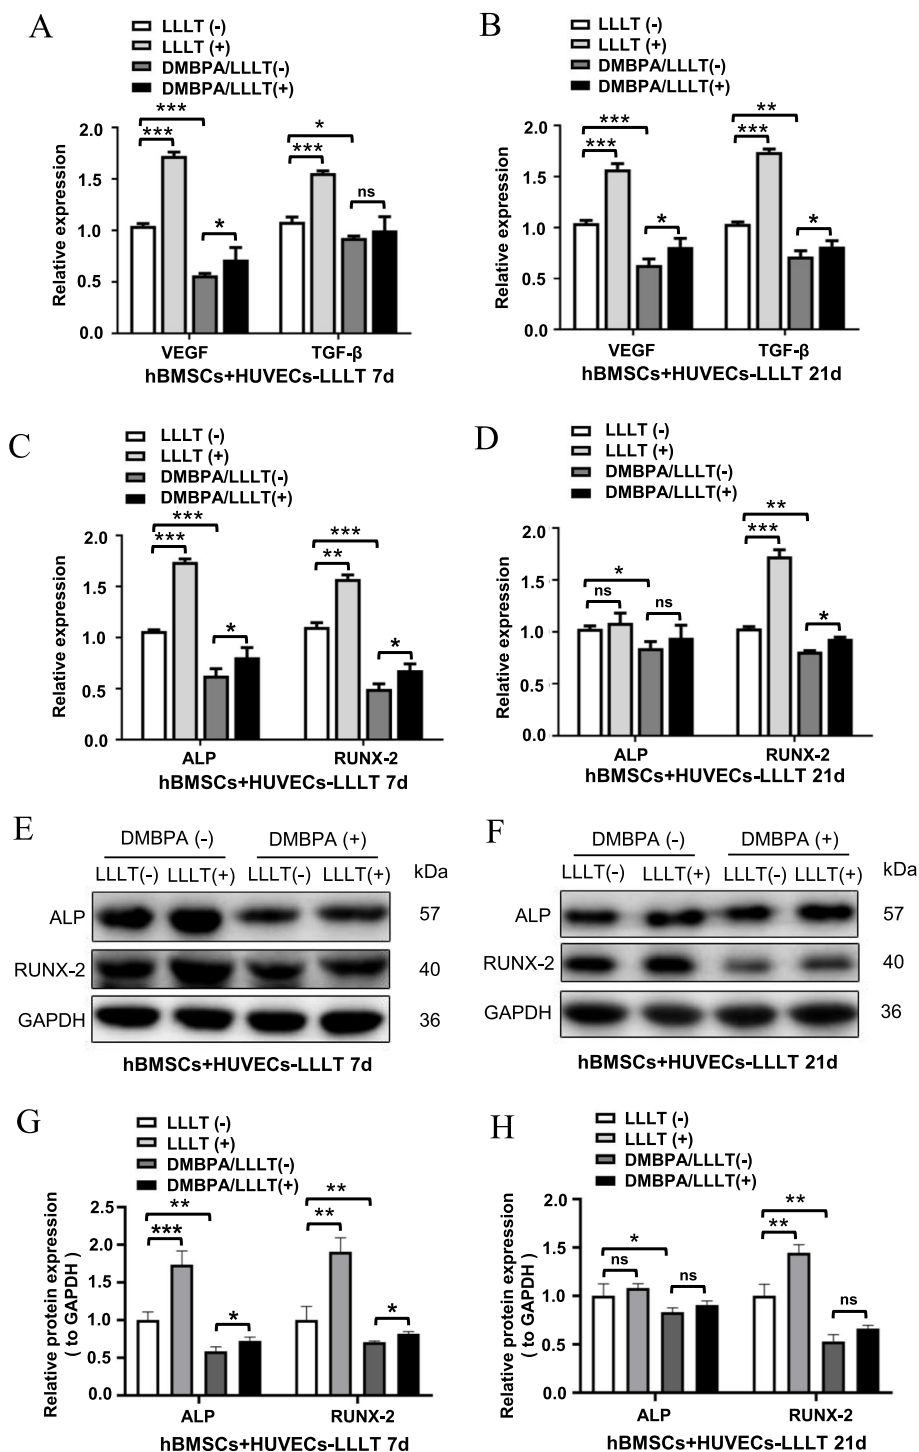 A
LLLT (-)
LLLT (+)
DMBPA/LLLT(-)
DMBPA/LLLT(+)
Relative expression
2.0
1.5
1.0
0.5
0.0
***
***
*
*
***
ns
VEGF
TGF-β
hBMSCs+HUVECs-LLLT 7d
B
LLLT (-)
LLLT (+)
DMBPA/LLLT(-)
DMBPA/LLLT(+)
Relative expression
2.0
1.5
1.0
0.5
0.0
***
***
*
**
***
*
VEGF
TGF-β
hBMSCs+HUVECs-LLLT 21d
C
LLLT (-)
LLLT (+)
DMBPA/LLLT(-)
DMBPA/LLLT(+)
Relative expression
2.0
1.5
1.0
0.5
0.0
***
***
*
***
**
*
ALP
RUNX-2
hBMSCs+HUVECs-LLLT 7d
D
LLLT (-)
LLLT (+)
DMBPA/LLLT(-)
DMBPA/LLLT(+)
Relative expression
2.0
1.5
1.0
0.5
0.0
*
ns
ns
**
***
*
ALP
RUNX-2
hBMSCs+HUVECs-LLLT 21d
E
DMBPA (-)
DMBPA (+)
LLLT(-) LLLT(+) LLLT(-) LLLT(+)
kDa
ALP
57
RUNX-2
40
GAPDH
36
hBMSCs+HUVECs-LLLT 7d
F
DMBPA (-)
DMBPA (+)
LLLT(-) LLLT(+) LLLT(-) LLLT(+)
kDa
ALP
57
RUNX-2
40
GAPDH
36
hBMSCs+HUVECs-LLLT 21d
G
LLLT (-)
LLLT (+)
DMBPA/LLLT(-)
DMBPA/LLLT(+)
Relative protein expression
( to GAPDH )
2.5
2.0
1.5
1.0
0.5
0.0
**
***
*
**
**
*
ALP
RUNX-2
hBMSCs+HUVECs-LLLT 7d
H
LLLT (-)
LLLT (+)
DMBPA/LLLT(-)
DMBPA/LLLT(+)
Relative protein expression
( to GAPDH )
2.0
1.5
1.0
0.5
0.0
*
ns
ns
**
**
ns
ALP
RUNX-2
hBMSCs+HUVECs-LLLT 21d